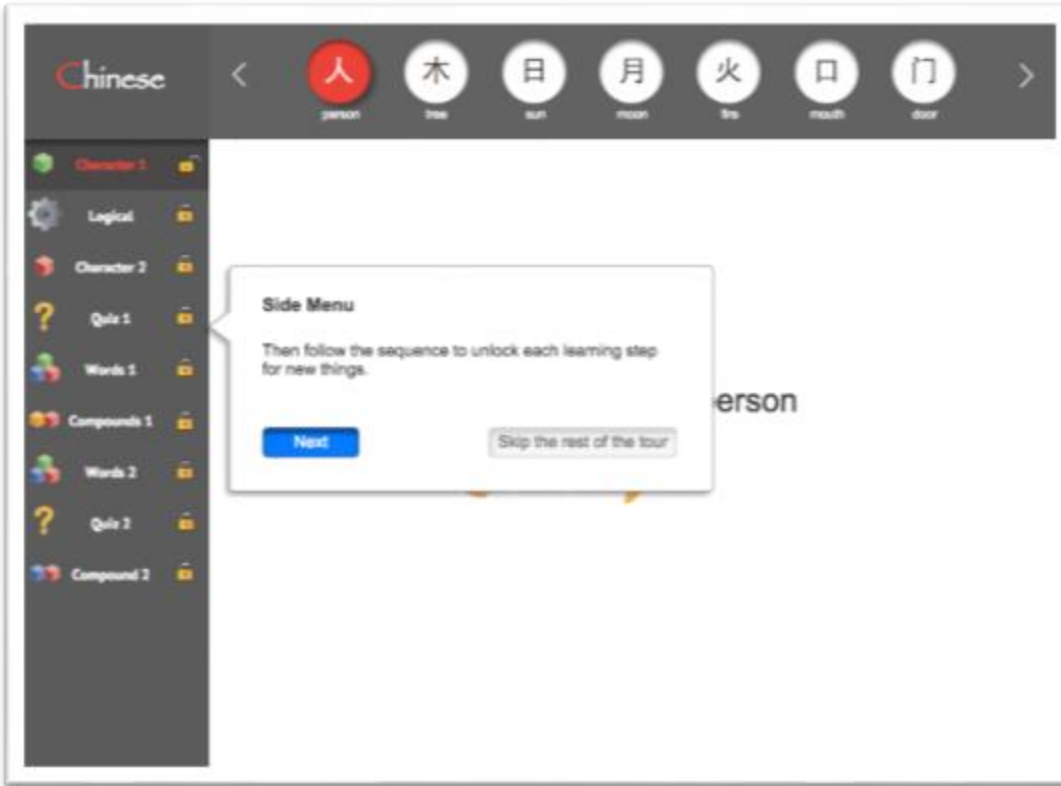 Chinese
人 木 日 月 火 口 门
person tree sun moon fire mouth door
Character 1
Logical
Character 2
Quiz 1
Words 1
Compounds 1
Words 2
Quiz 2
Compound 2
Side Menu
Then follow the sequence to unlock each learning step
for new things.
Next
Skip the rest of the tour
erson